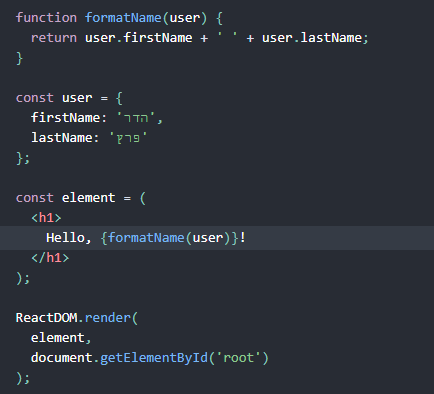 function formatName(user) {
  return user.firstName + ' ' + user.lastName;
}
const user = {
  firstName: 'הדר',
  lastName: 'פרץ'
};
const element = (
  <h1>
    Hello, {formatName(user)}!
  </h1>
);
ReactDOM.render(
  element,
  document.getElementById('root')
);